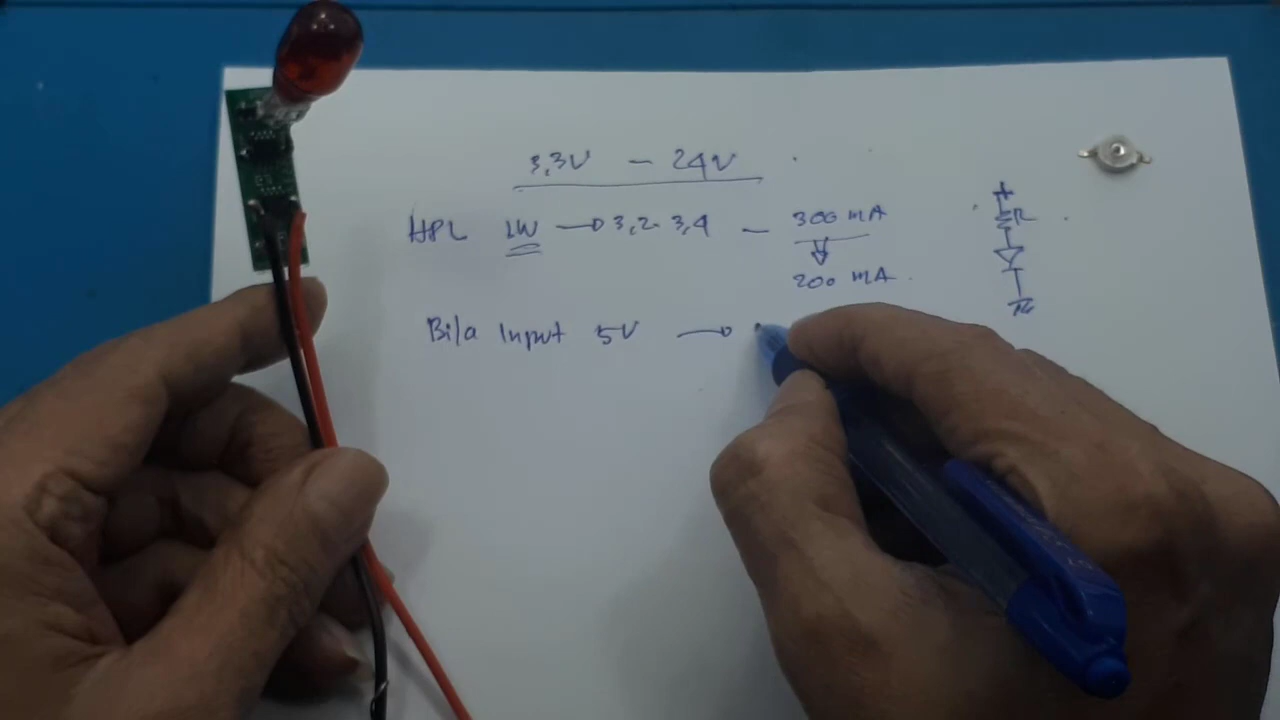 3,3V – 24V
HPL 1W → 3,2 - 3,4 – 300 mA
200 mA
Bila Input 5V →
+
R